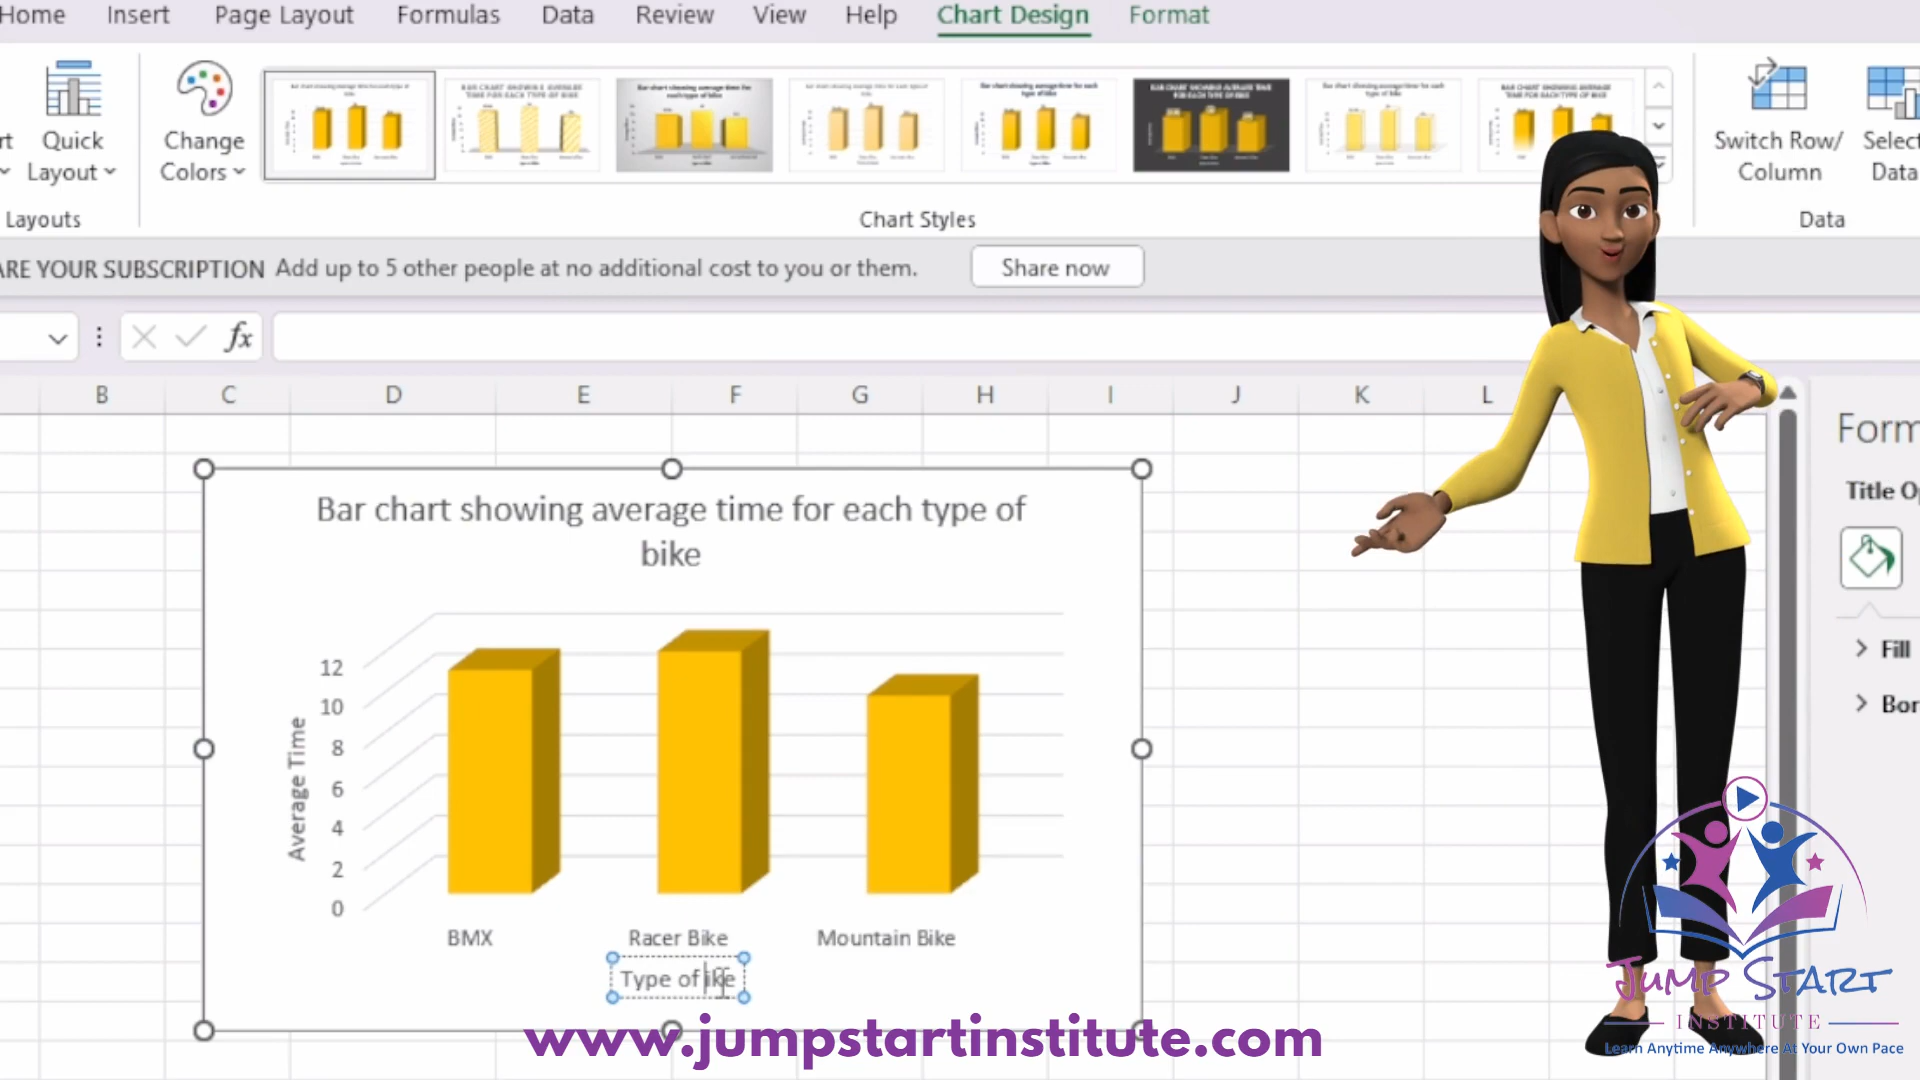 Home Insert Page Layout Formulas Data Review View Help Chart Design Format
Quick Layout
Change Colors
Switch Row/ Column
Select Data
Layouts
Chart Styles
Data
ARE YOUR SUBSCRIPTION Add up to 5 other people at no additional cost to you or them. Share now
fx
B C D E F G H I J K L
Form
Title Op
Fill
Bor
Bar chart showing average time for each type of
bike
12
10
8
6
4
2
0
Average Time
BMX Racer Bike Mountain Bike
Type of ike
www.jumpstartinstitute.com
Jump Start
INSTITUTE
Learn Anytime Anywhere At Your Own Pace